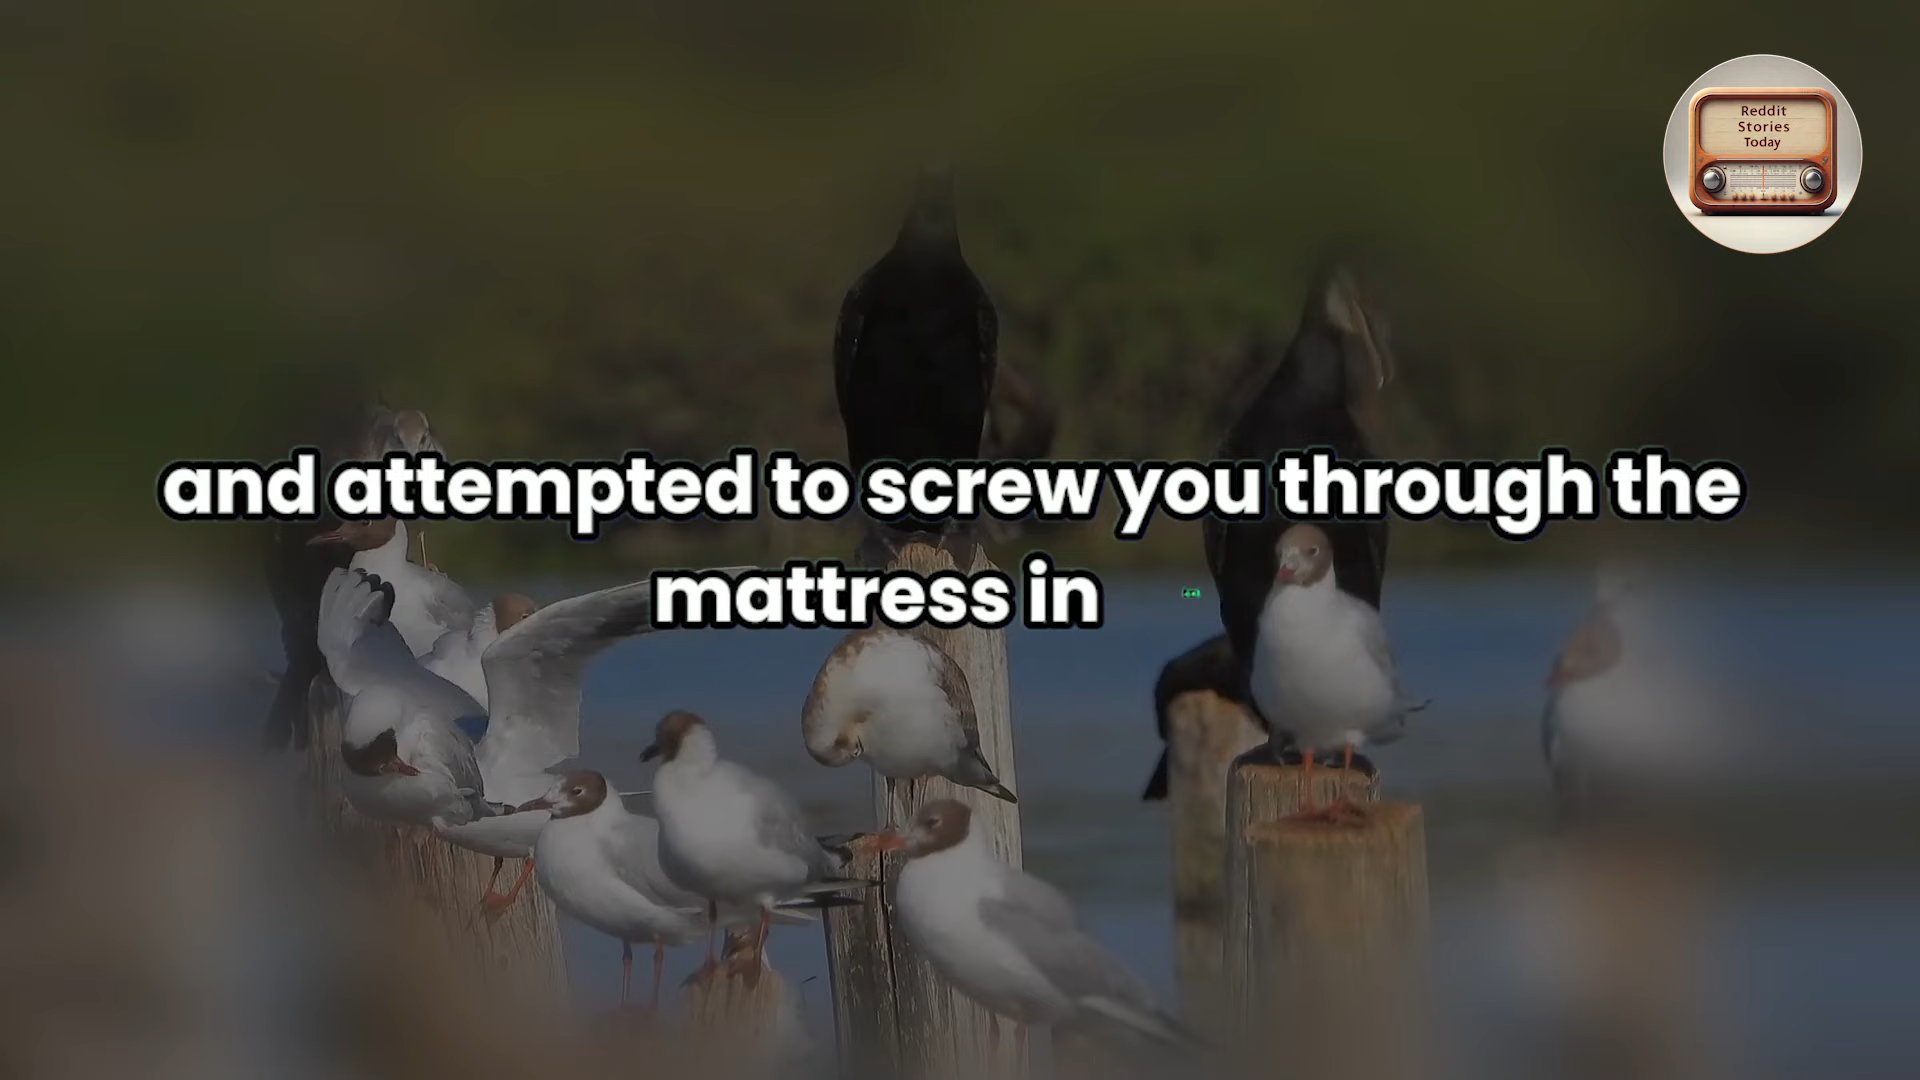 Reddit
Stories
Today
and attempted to screw you through the
mattress in